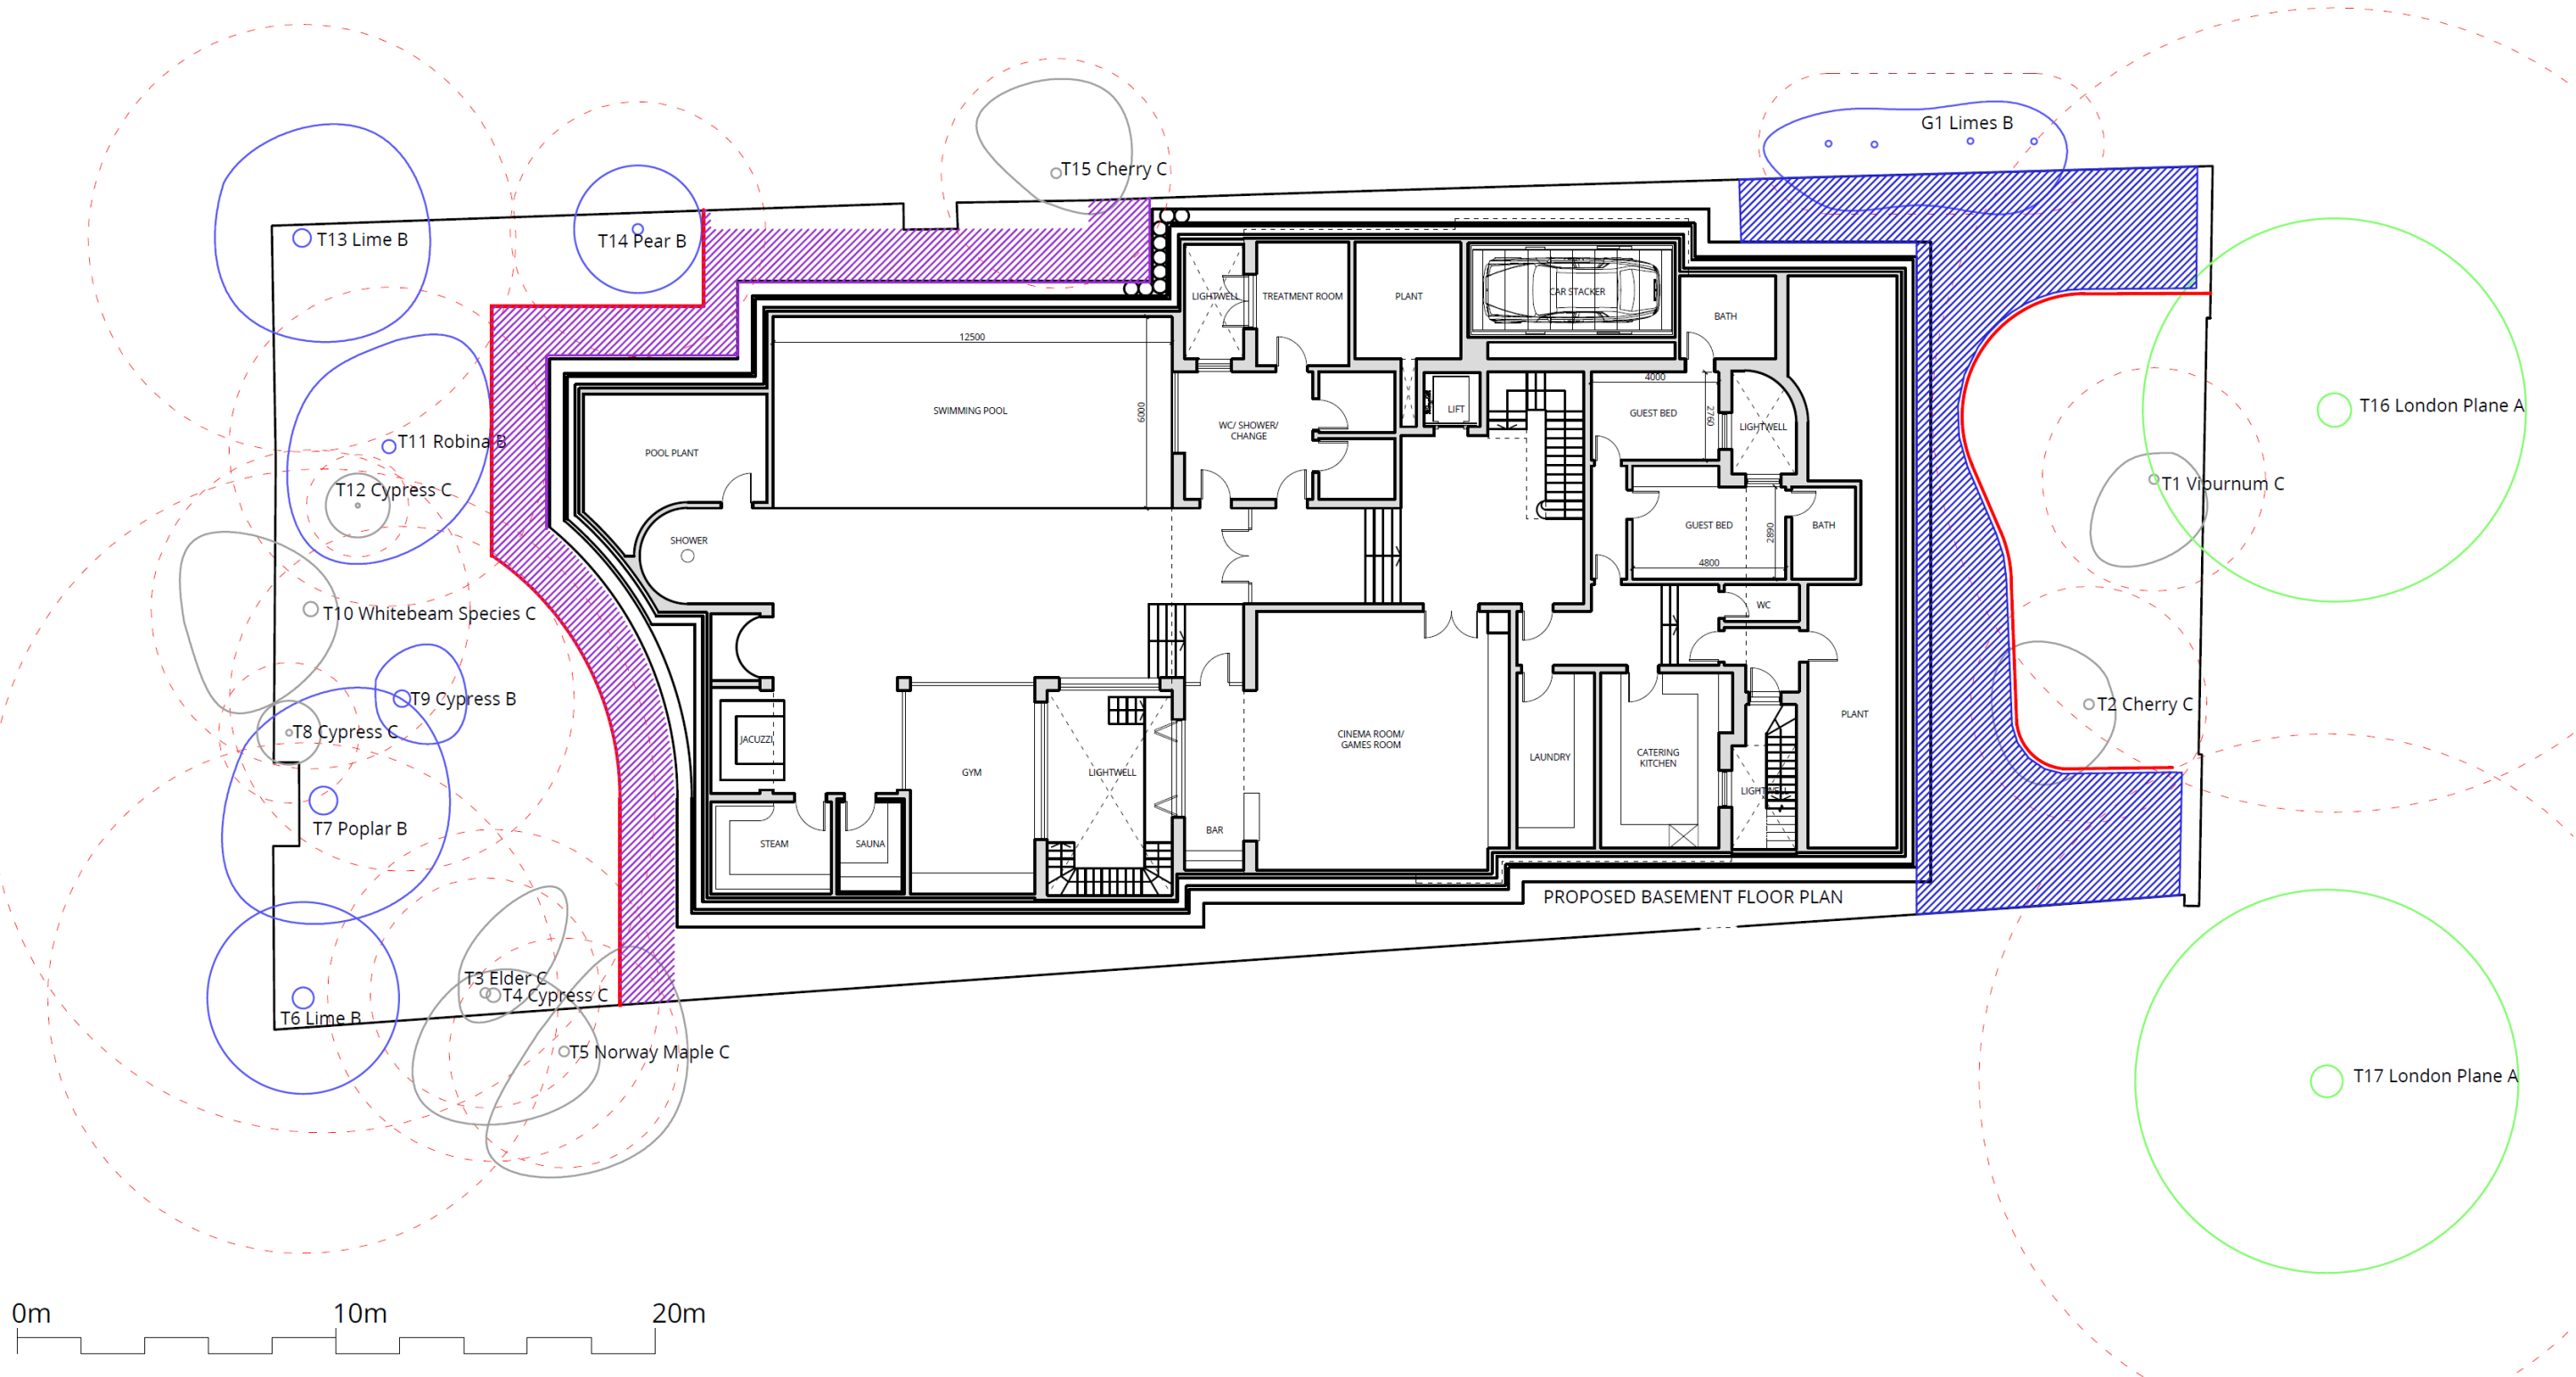 G1 Limes B
T15 Cherry C
T13 Lime B
T14 Pear B
LIGHTWELL
TREATMENT ROOM
PLANT
CAR STACKER
BATH
12500
4000
SWIMMING POOL
6000
WC/ SHOWER/
CHANGE
LIFT
GUEST BED
2760
LIGHTWELL
T16 London Plane A
T11 Robina B
POOL PLANT
T12 Cypress C
T1 Viburnum C
SHOWER
GUEST BED
2890
BATH
4800
T10 Whitebeam Species C
WC
T9 Cypress B
T2 Cherry C
T8 Cypress C
JACUZZI
CINEMA ROOM/
GAMES ROOM
PLANT
GYM
LIGHTWELL
LAUNDRY
CATERING
KITCHEN
LIGHTWELL
T7 Poplar B
STEAM
SAUNA
BAR
PROPOSED BASEMENT FLOOR PLAN
T3 Elder C
T4 Cypress C
T6 Lime B
T5 Norway Maple C
T17 London Plane A
0m
10m
20m